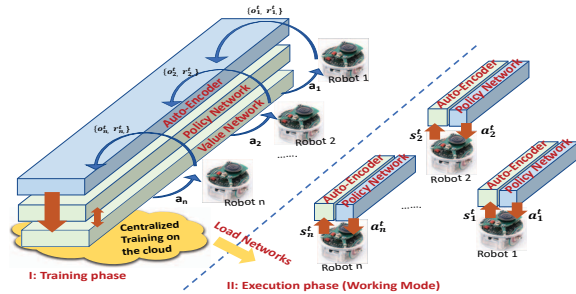 {o₁ᵗ, r₁ᵗ,}
Robot 1
{o₂ᵗ, r₂ᵗ,}
a₁
Auto-Encoder
Policy Network
Value Network
Robot 2
a₂
{oₙᵗ, rₙᵗ,}
........
aₙ
Robot n
Centralized
Training on
the cloud
I: Training phase
Load Networks
Auto-Encoder
Policy Network
s₂ᵗ
a₂ᵗ
Robot 2
Auto-Encoder
Policy Network
sₙᵗ
aₙᵗ
Robot n
........
Auto-Encoder
Policy Network
s₁ᵗ
a₁ᵗ
Robot 1
II: Execution phase (Working Mode)